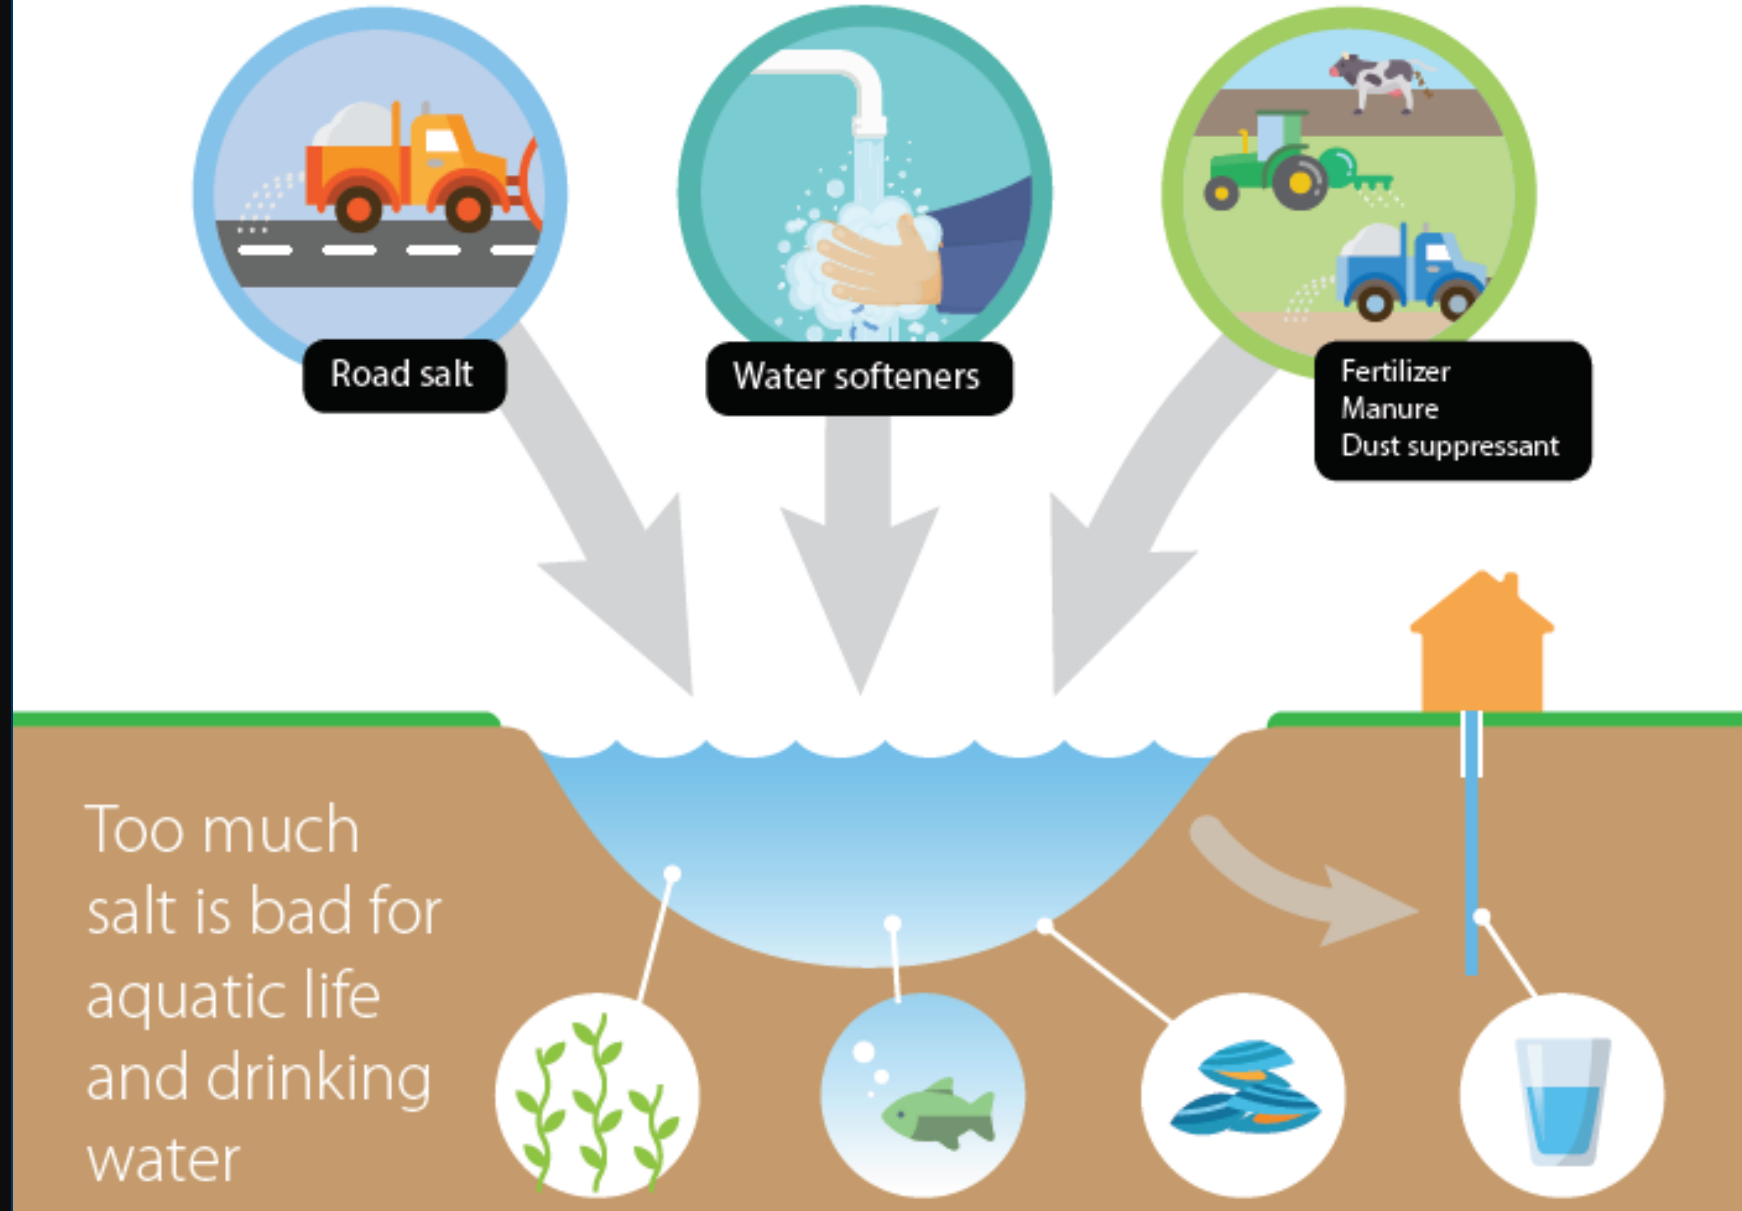 Road salt
Water softeners
Fertilizer
Manure
Dust suppressant
Too much
salt is bad for
aquatic life
and drinking
water